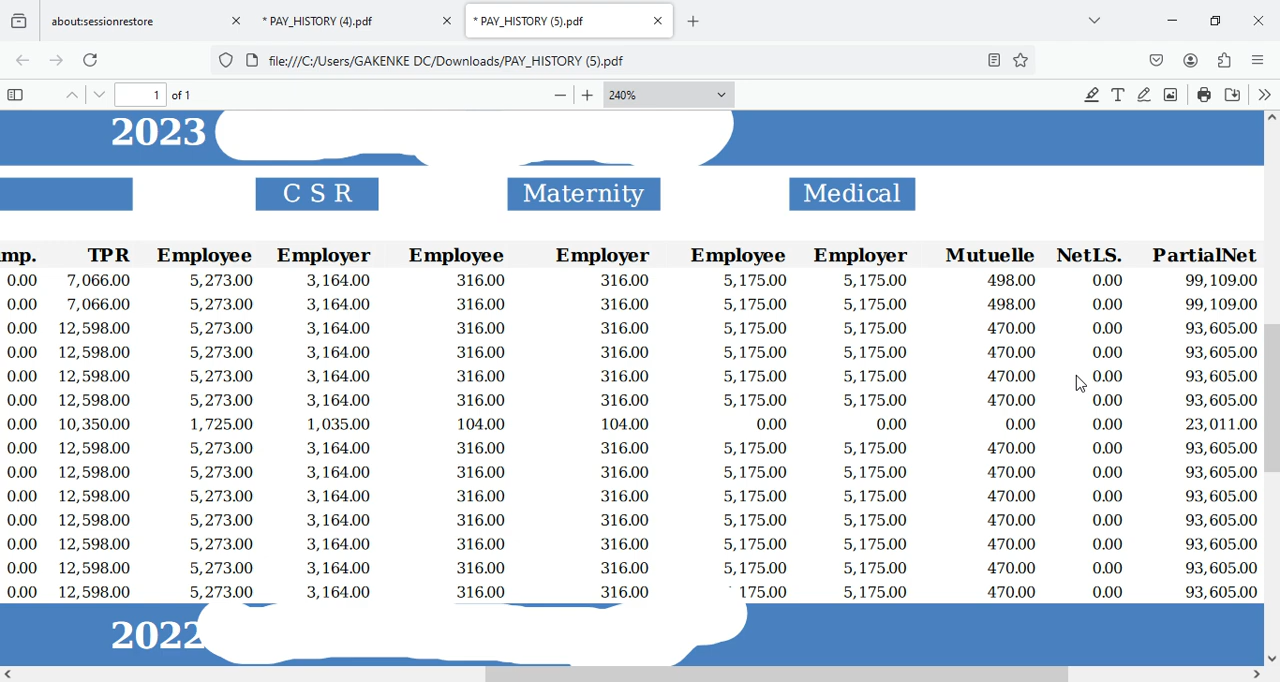 about:sessionrestore * PAY_HISTORY (4).pdf * PAY_HISTORY (5).pdf
file:///C:/Users/GAKENKE DC/Downloads/PAY_HISTORY (5).pdf
1 of 1 240%
2023
C S R Maternity Medical
mp. TPR Employee Employer Employee Employer Employee Employer Mutuelle NetLS. PartialNet
0.00 7,066.00 5,273.00 3,164.00 316.00 316.00 5,175.00 5,175.00 498.00 0.00 99,109.00
0.00 7,066.00 5,273.00 3,164.00 316.00 316.00 5,175.00 5,175.00 498.00 0.00 99,109.00
0.00 12,598.00 5,273.00 3,164.00 316.00 316.00 5,175.00 5,175.00 470.00 0.00 93,605.00
0.00 12,598.00 5,273.00 3,164.00 316.00 316.00 5,175.00 5,175.00 470.00 0.00 93,605.00
0.00 12,598.00 5,273.00 3,164.00 316.00 316.00 5,175.00 5,175.00 470.00 0.00 93,605.00
0.00 12,598.00 5,273.00 3,164.00 316.00 316.00 5,175.00 5,175.00 470.00 0.00 93,605.00
0.00 10,350.00 1,725.00 1,035.00 104.00 104.00 0.00 0.00 0.00 0.00 23,011.00
0.00 12,598.00 5,273.00 3,164.00 316.00 316.00 5,175.00 5,175.00 470.00 0.00 93,605.00
0.00 12,598.00 5,273.00 3,164.00 316.00 316.00 5,175.00 5,175.00 470.00 0.00 93,605.00
0.00 12,598.00 5,273.00 3,164.00 316.00 316.00 5,175.00 5,175.00 470.00 0.00 93,605.00
0.00 12,598.00 5,273.00 3,164.00 316.00 316.00 5,175.00 5,175.00 470.00 0.00 93,605.00
0.00 12,598.00 5,273.00 3,164.00 316.00 316.00 5,175.00 5,175.00 470.00 0.00 93,605.00
0.00 12,598.00 5,273.00 3,164.00 316.00 316.00 5,175.00 5,175.00 470.00 0.00 93,605.00
0.00 12,598.00 5,273.00 3,164.00 316.00 316.00 175.00 5,175.00 470.00 0.00 93,605.00
2022